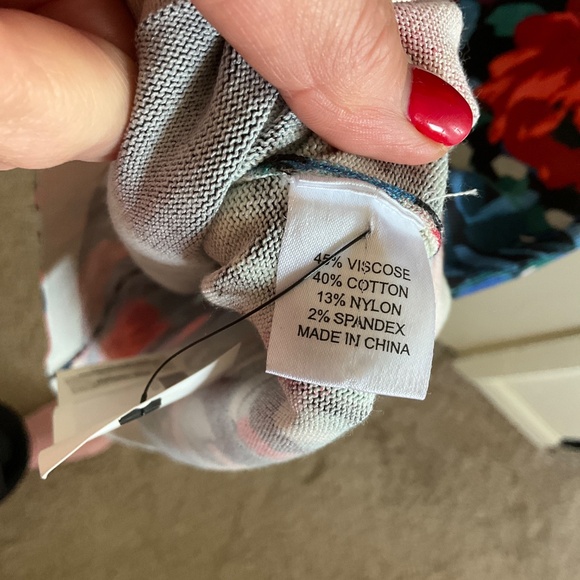 45% VISCOSE
40% COTTON
13% NYLON
2% SPANDEX
MADE IN CHINA